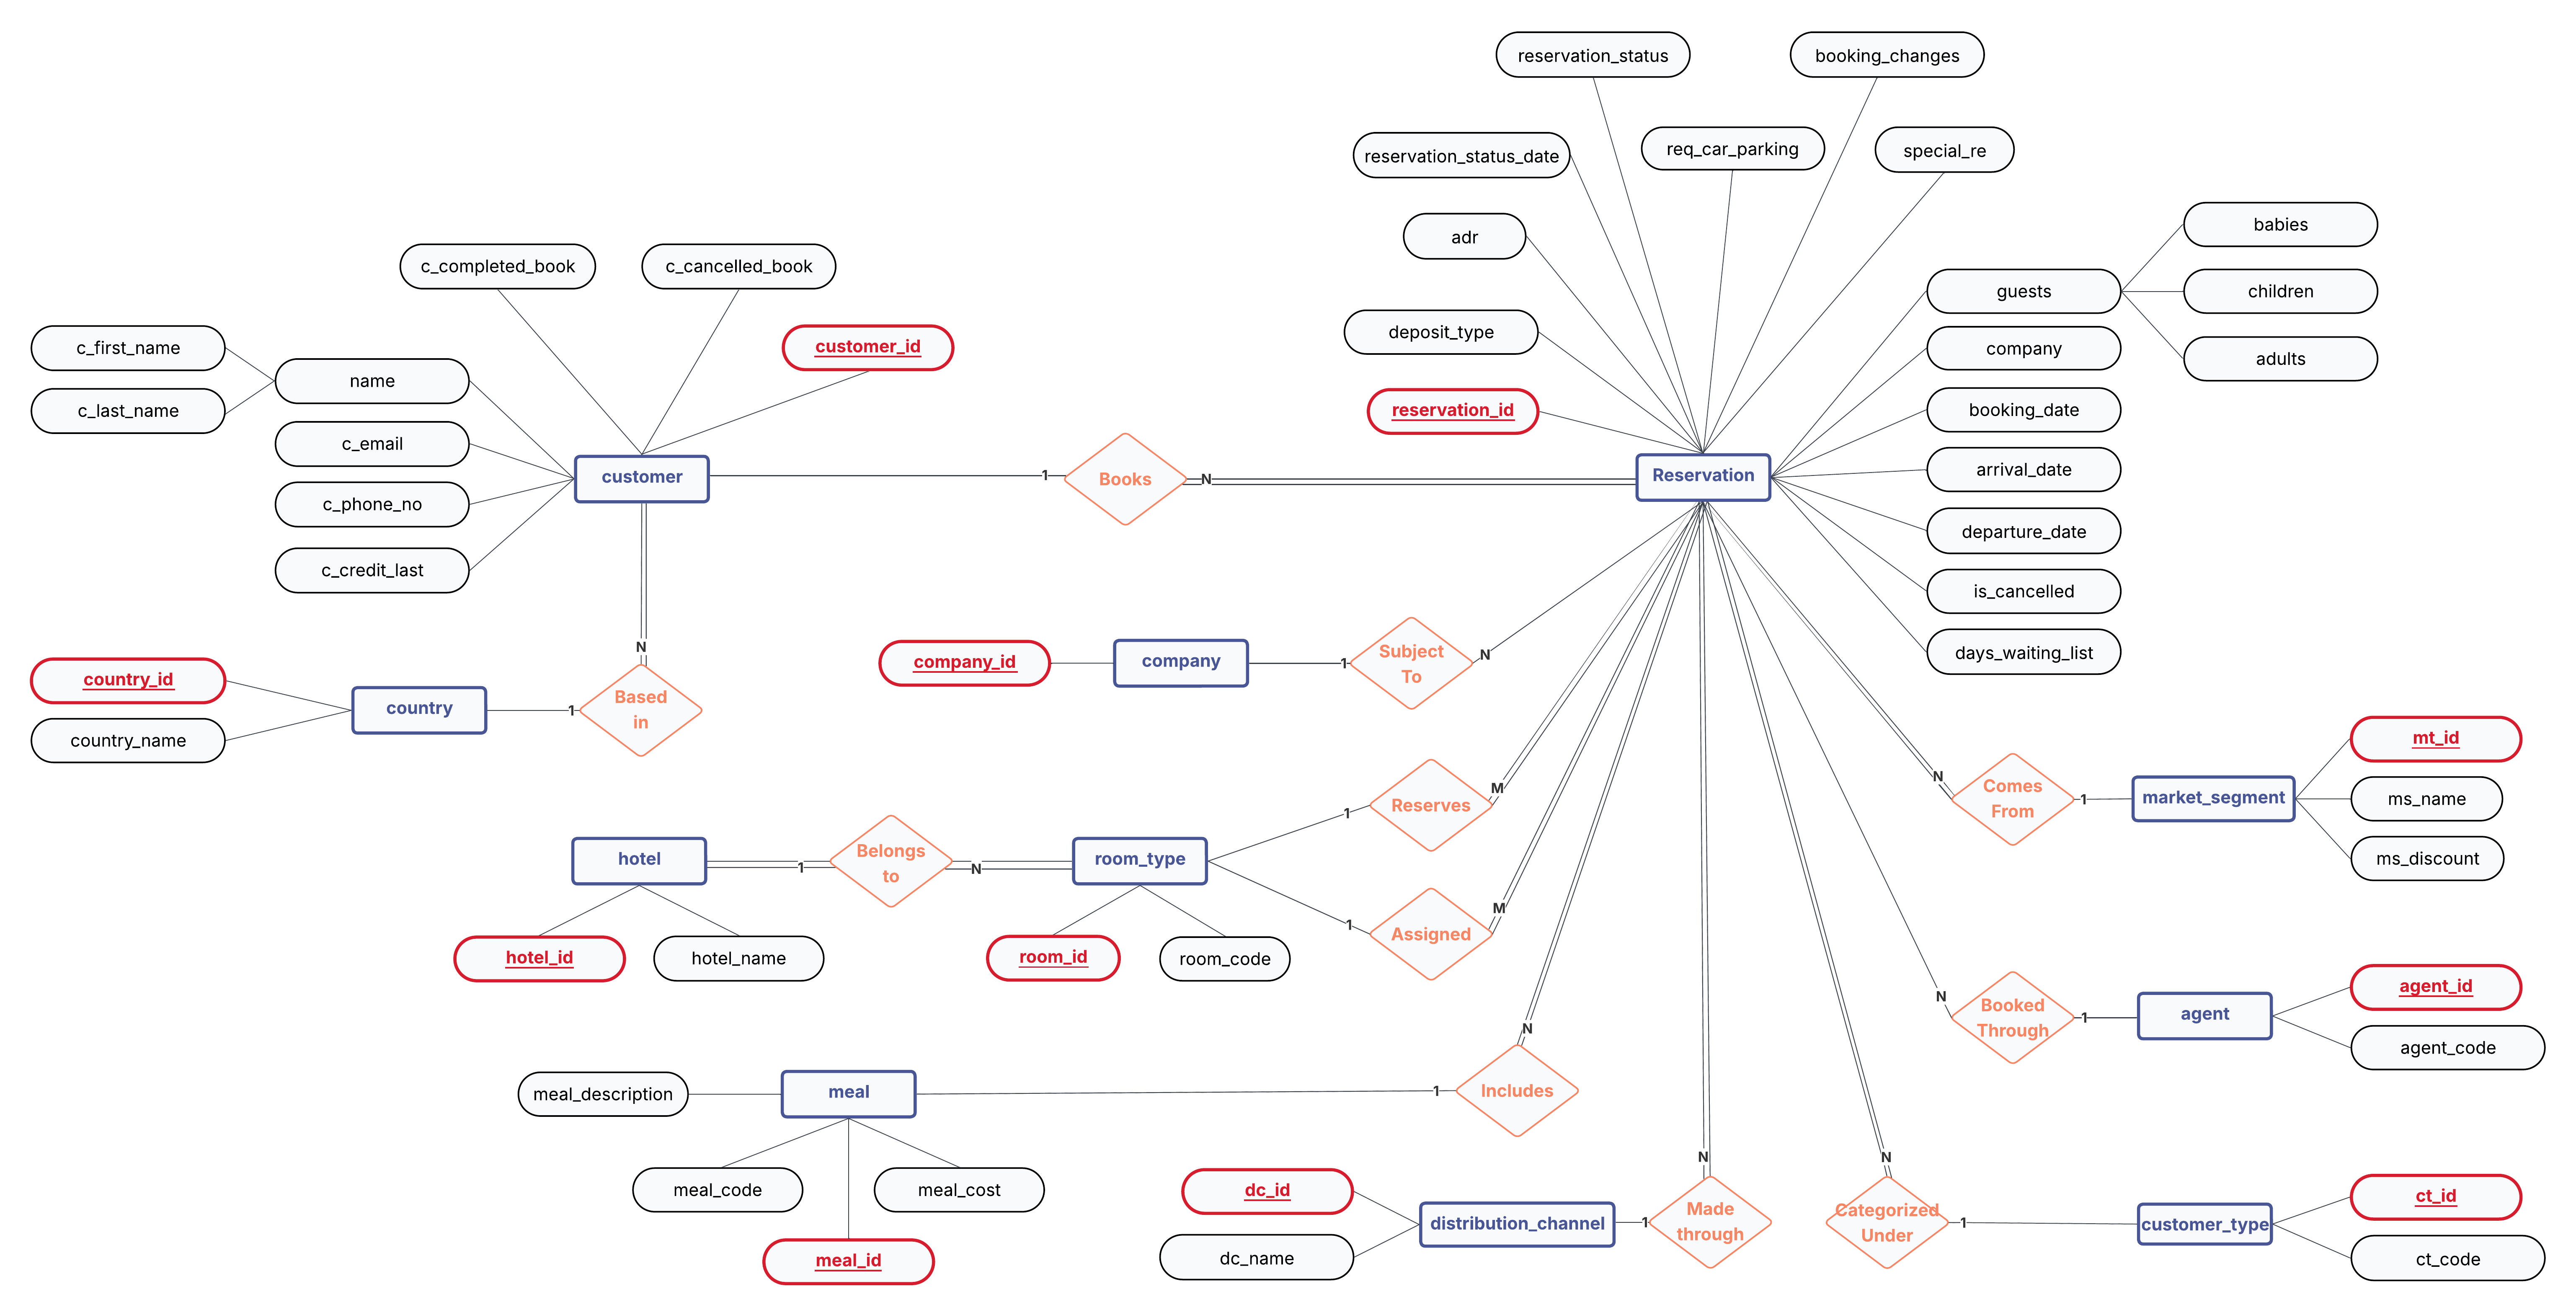 reservation_status
booking_changes
reservation_status_date
req_car_parking
special_re
adr
babies
c_completed_book
c_cancelled_book
guests
children
deposit_type
customer_id
c_first_name
name
company
adults
c_last_name
reservation_id
booking_date
c_email
customer
1
Books
N
Reservation
arrival_date
c_phone_no
departure_date
c_credit_last
is_cancelled
N
country_id
company_id
company
1
Subject
To
N
days_waiting_list
country
1
Based
in
country_name
mt_id
M
N
Comes
From
1
market_segment
ms_name
1
Reserves
hotel
1
Belongs
to
N
room_type
ms_discount
M
1
Assigned
hotel_id
hotel_name
room_id
room_code
agent_id
N
Booked
Through
1
agent
agent_code
N
meal_description
meal
1
Includes
N
N
meal_code
meal_cost
dc_id
distribution_channel
1
Made
through
Categorized
Under
1
customer_type
ct_id
meal_id
dc_name
ct_code